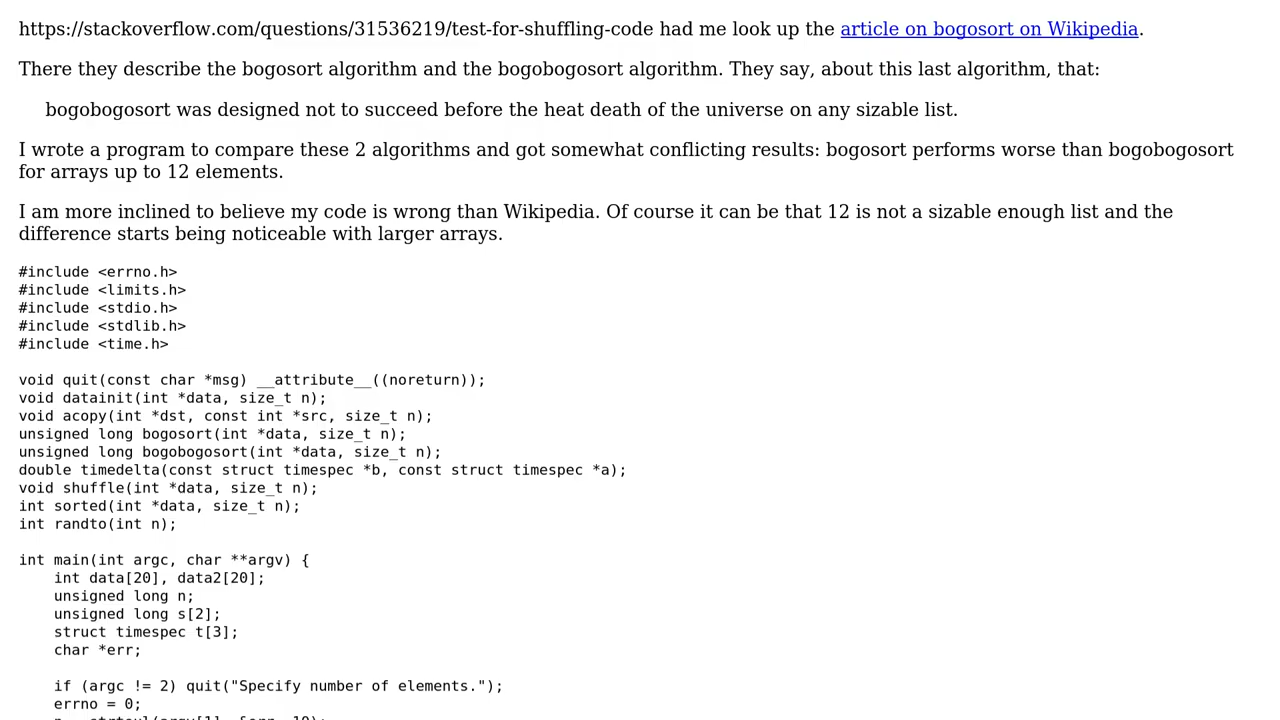 https://stackoverflow.com/questions/31536219/test-for-shuffling-code had me look up the article on bogosort on Wikipedia.
There they describe the bogosort algorithm and the bogobogosort algorithm. They say, about this last algorithm, that:
bogobogosort was designed not to succeed before the heat death of the universe on any sizable list.
I wrote a program to compare these 2 algorithms and got somewhat conflicting results: bogosort performs worse than bogobogosort
for arrays up to 12 elements.
I am more inclined to believe my code is wrong than Wikipedia. Of course it can be that 12 is not a sizable enough list and the
difference starts being noticeable with larger arrays.
#include <errno.h>
#include <limits.h>
#include <stdio.h>
#include <stdlib.h>
#include <time.h>
void quit(const char *msg) __attribute__((noreturn));
void datainit(int *data, size_t n);
void acopy(int *dst, const int *src, size_t n);
unsigned long bogosort(int *data, size_t n);
unsigned long bogobogosort(int *data, size_t n);
double timedelta(const struct timespec *b, const struct timespec *a);
void shuffle(int *data, size_t n);
int sorted(int *data, size_t n);
int randto(int n);
int main(int argc, char **argv) {
    int data[20], data2[20];
    unsigned long n;
    unsigned long s[2];
    struct timespec t[3];
    char *err;
    if (argc != 2) quit("Specify number of elements.");
    errno = 0;
    n = strtoul(argv[1], &err, 10);